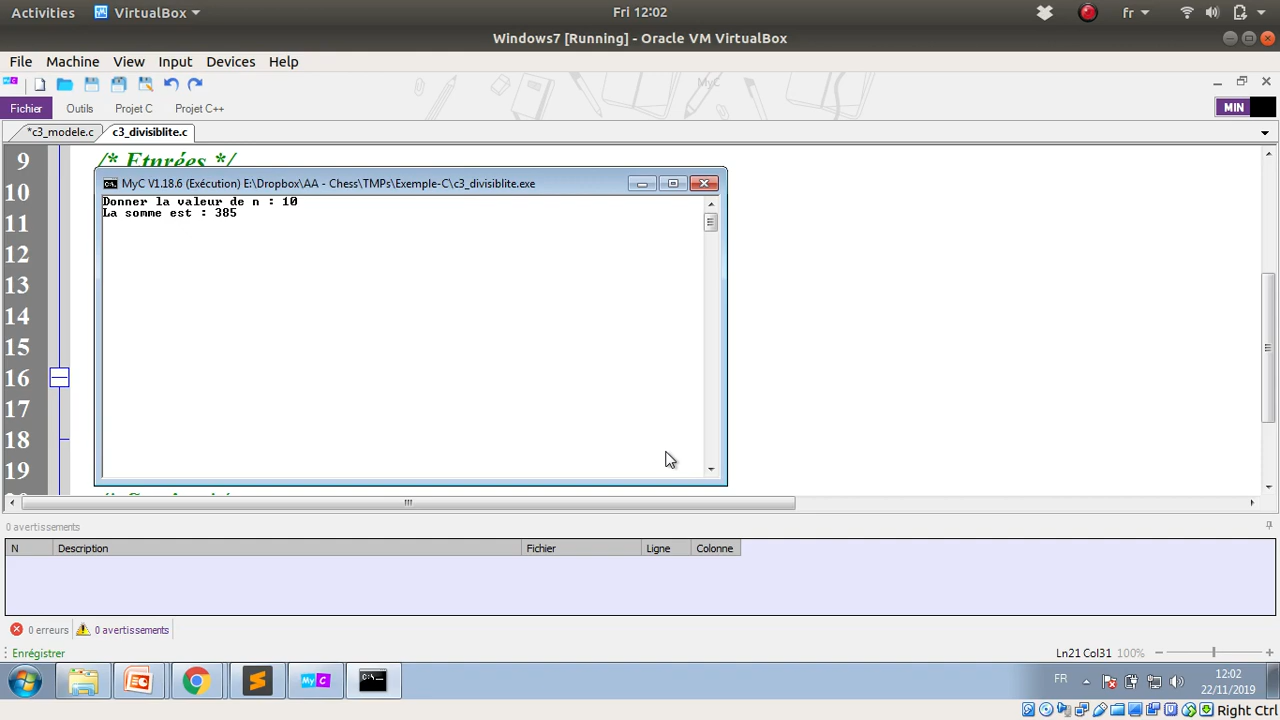 Activities VirtualBox Fri 12:02 fr
Windows7 [Running] - Oracle VM VirtualBox
File Machine View Input Devices Help
MyC
Fichier Outils Projet C Projet C++ MIN
*c3_modele.c c3_divisiblite.c
9 /* Etnrées */
MyC V1.18.6 (Exécution) E:\Dropbox\AA - Chess\TMPs\Exemple-C\c3_divisiblite.exe
10 Donner la valeur de n : 10
La somme est : 385
11
12
13
14
15
16
17
18
19
0 avertissements
N Description Fichier Ligne Colonne
0 erreurs 0 avertissements
Enrégistrer Ln21 Col31 100%
MyC
FR 12:02
22/11/2019
Right Ctrl